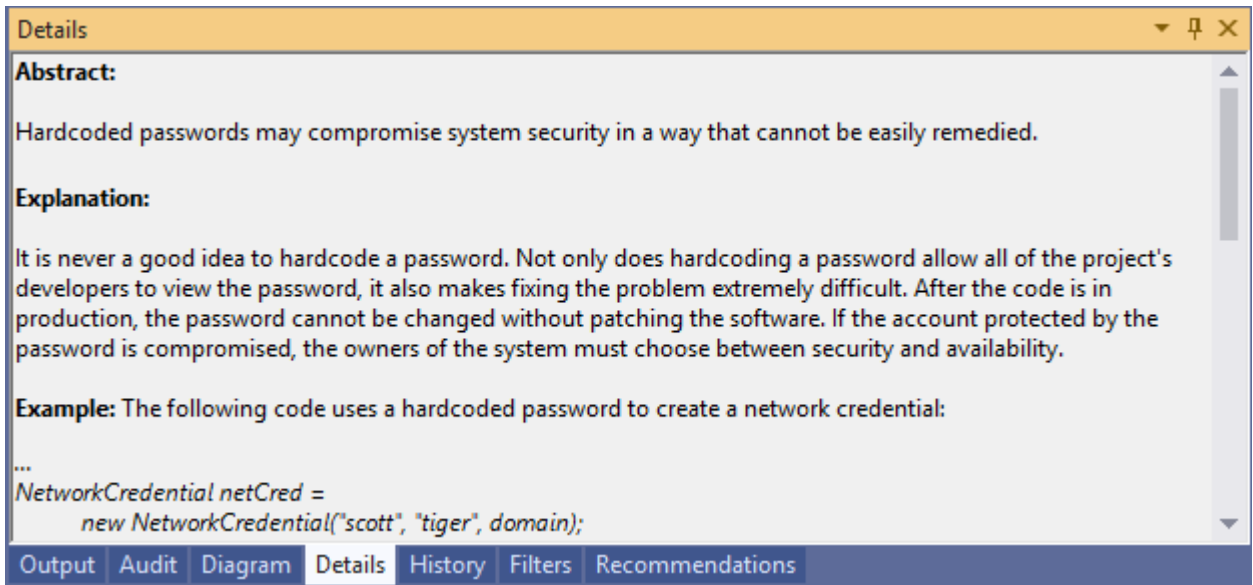 Details
Abstract:
Hardcoded passwords may compromise system security in a way that cannot be easily remedied.
Explanation:
It is never a good idea to hardcode a password. Not only does hardcoding a password allow all of the project's
developers to view the password, it also makes fixing the problem extremely difficult. After the code is in
production, the password cannot be changed without patching the software. If the account protected by the
password is compromised, the owners of the system must choose between security and availability.
Example: The following code uses a hardcoded password to create a network credential:
...
NetworkCredential netCred =
new NetworkCredential("scott", "tiger", domain);
Output Audit Diagram Details History Filters Recommendations